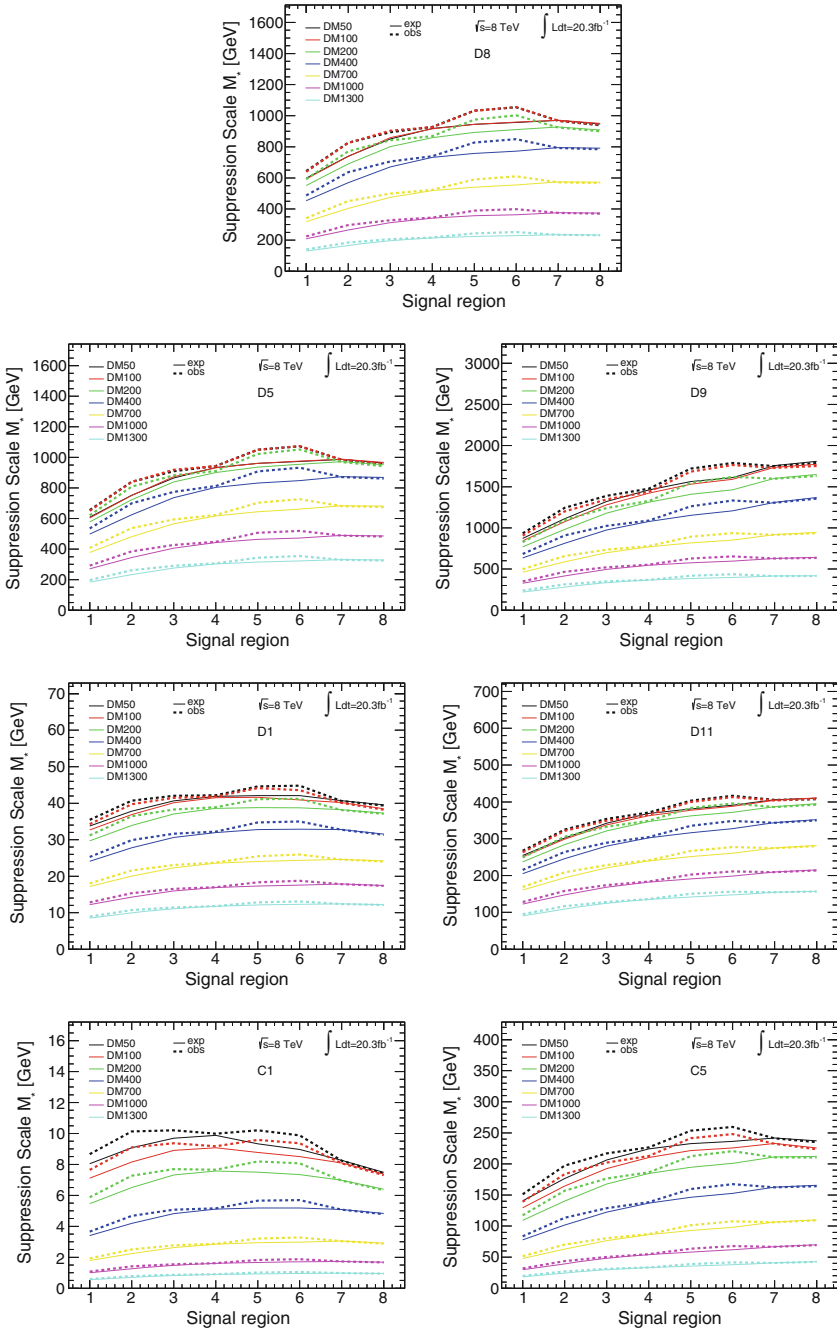 Suppression Scale M⋆ [GeV]
1600
1400
1200
1000
800
600
400
200
0
DM50
DM100
DM200
DM400
DM700
DM1000
DM1300
exp
obs
√s=8 TeV ∫ Ldt=20.3fb⁻¹
D8
1 2 3 4 5 6 7 8
Signal region
Suppression Scale M⋆ [GeV]
1600
1400
1200
1000
800
600
400
200
0
DM50
DM100
DM200
DM400
DM700
DM1000
DM1300
exp
obs
√s=8 TeV ∫ Ldt=20.3fb⁻¹
D5
1 2 3 4 5 6 7 8
Signal region
Suppression Scale M⋆ [GeV]
3000
2500
2000
1500
1000
500
0
DM50
DM100
DM200
DM400
DM700
DM1000
DM1300
exp
obs
√s=8 TeV ∫ Ldt=20.3fb⁻¹
D9
1 2 3 4 5 6 7 8
Signal region
Suppression Scale M⋆ [GeV]
70
60
50
40
30
20
10
0
DM50
DM100
DM200
DM400
DM700
DM1000
DM1300
exp
obs
√s=8 TeV ∫ Ldt=20.3fb⁻¹
D1
1 2 3 4 5 6 7 8
Signal region
Suppression Scale M⋆ [GeV]
700
600
500
400
300
200
100
0
DM50
DM100
DM200
DM400
DM700
DM1000
DM1300
exp
obs
√s=8 TeV ∫ Ldt=20.3fb⁻¹
D11
1 2 3 4 5 6 7 8
Signal region
Suppression Scale M⋆ [GeV]
16
14
12
10
8
6
4
2
0
DM50
DM100
DM200
DM400
DM700
DM1000
DM1300
exp
obs
√s=8 TeV ∫ Ldt=20.3fb⁻¹
C1
1 2 3 4 5 6 7 8
Signal region
Suppression Scale M⋆ [GeV]
400
350
300
250
200
150
100
50
0
DM50
DM100
DM200
DM400
DM700
DM1000
DM1300
exp
obs
√s=8 TeV ∫ Ldt=20.3fb⁻¹
C5
1 2 3 4 5 6 7 8
Signal region